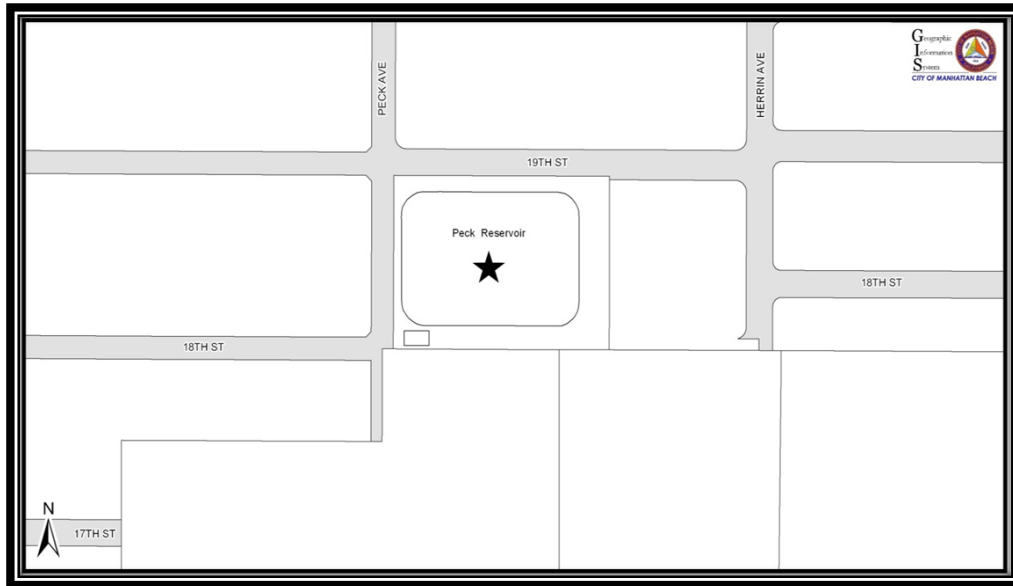 Geographic
Information
System
CITY OF MANHATTAN BEACH
PECK AVE
HERRIN AVE
19TH ST
Peck Reservoir
18TH ST
18TH ST
N
17TH ST